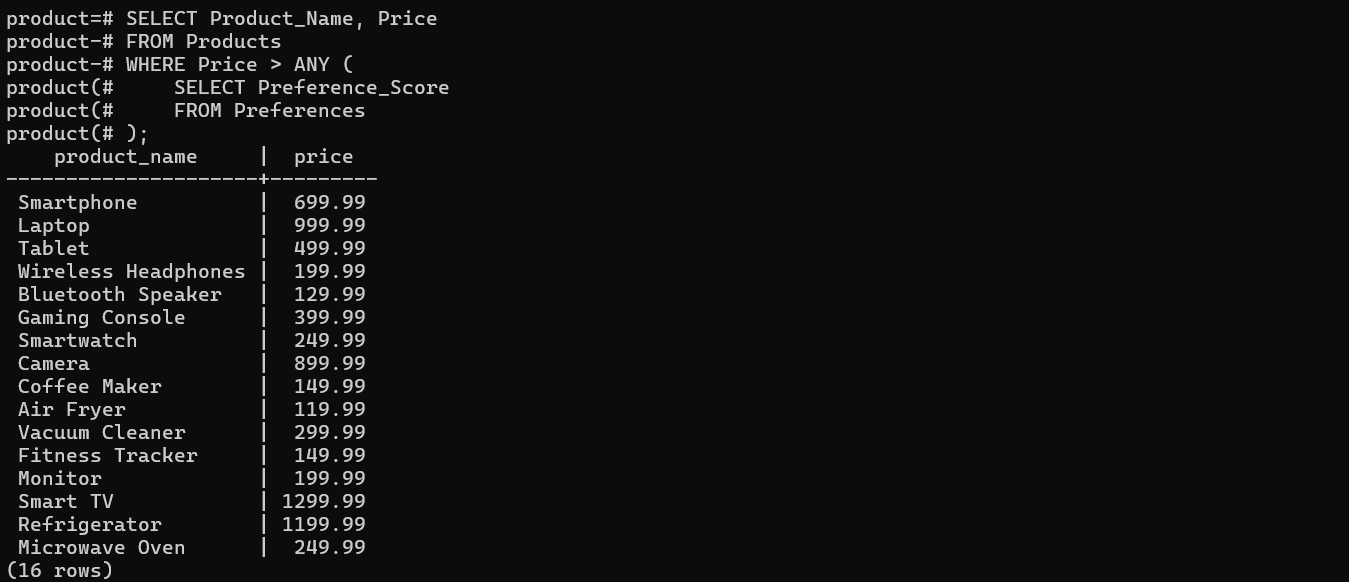 product=# SELECT Product_Name, Price
product-# FROM Products
product-# WHERE Price > ANY (
product(#     SELECT Preference_Score
product(#     FROM Preferences
product(# );
    product_name     |  price
---------------------+---------
 Smartphone          |  699.99
 Laptop              |  999.99
 Tablet              |  499.99
 Wireless Headphones |  199.99
 Bluetooth Speaker   |  129.99
 Gaming Console      |  399.99
 Smartwatch          |  249.99
 Camera              |  899.99
 Coffee Maker        |  149.99
 Air Fryer           |  119.99
 Vacuum Cleaner      |  299.99
 Fitness Tracker     |  149.99
 Monitor             |  199.99
 Smart TV            | 1299.99
 Refrigerator        | 1199.99
 Microwave Oven      |  249.99
(16 rows)